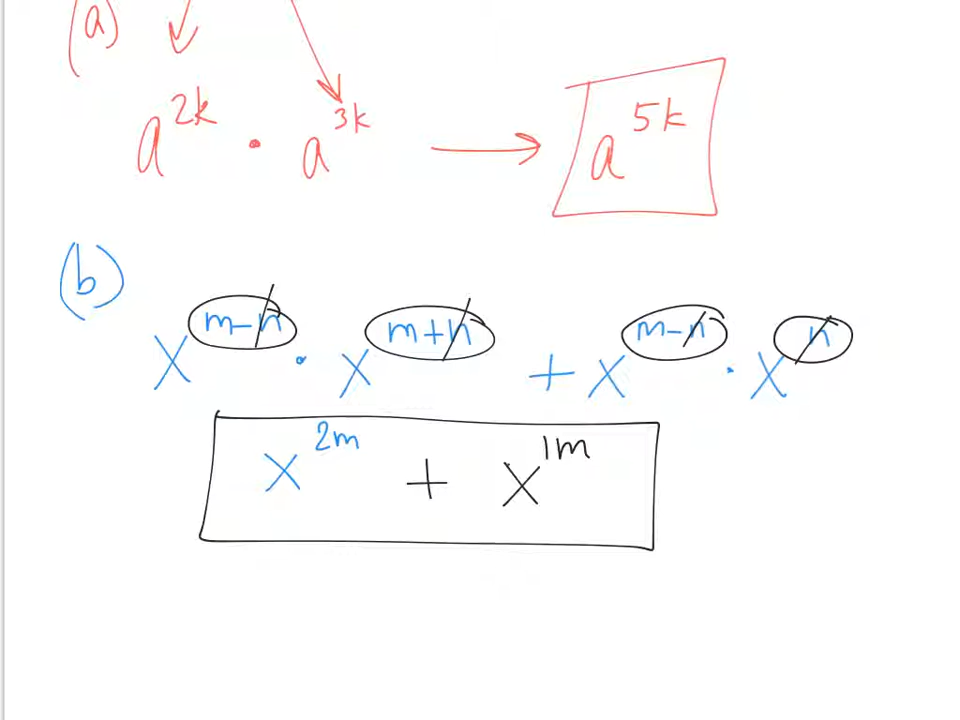 (a)
a^{2k} · a^{3k} → a^{5k}
(b)
x^{m-n} · x^{m+n} + x^{m-n} · x^{n}
x^{2m} + x^{1m}